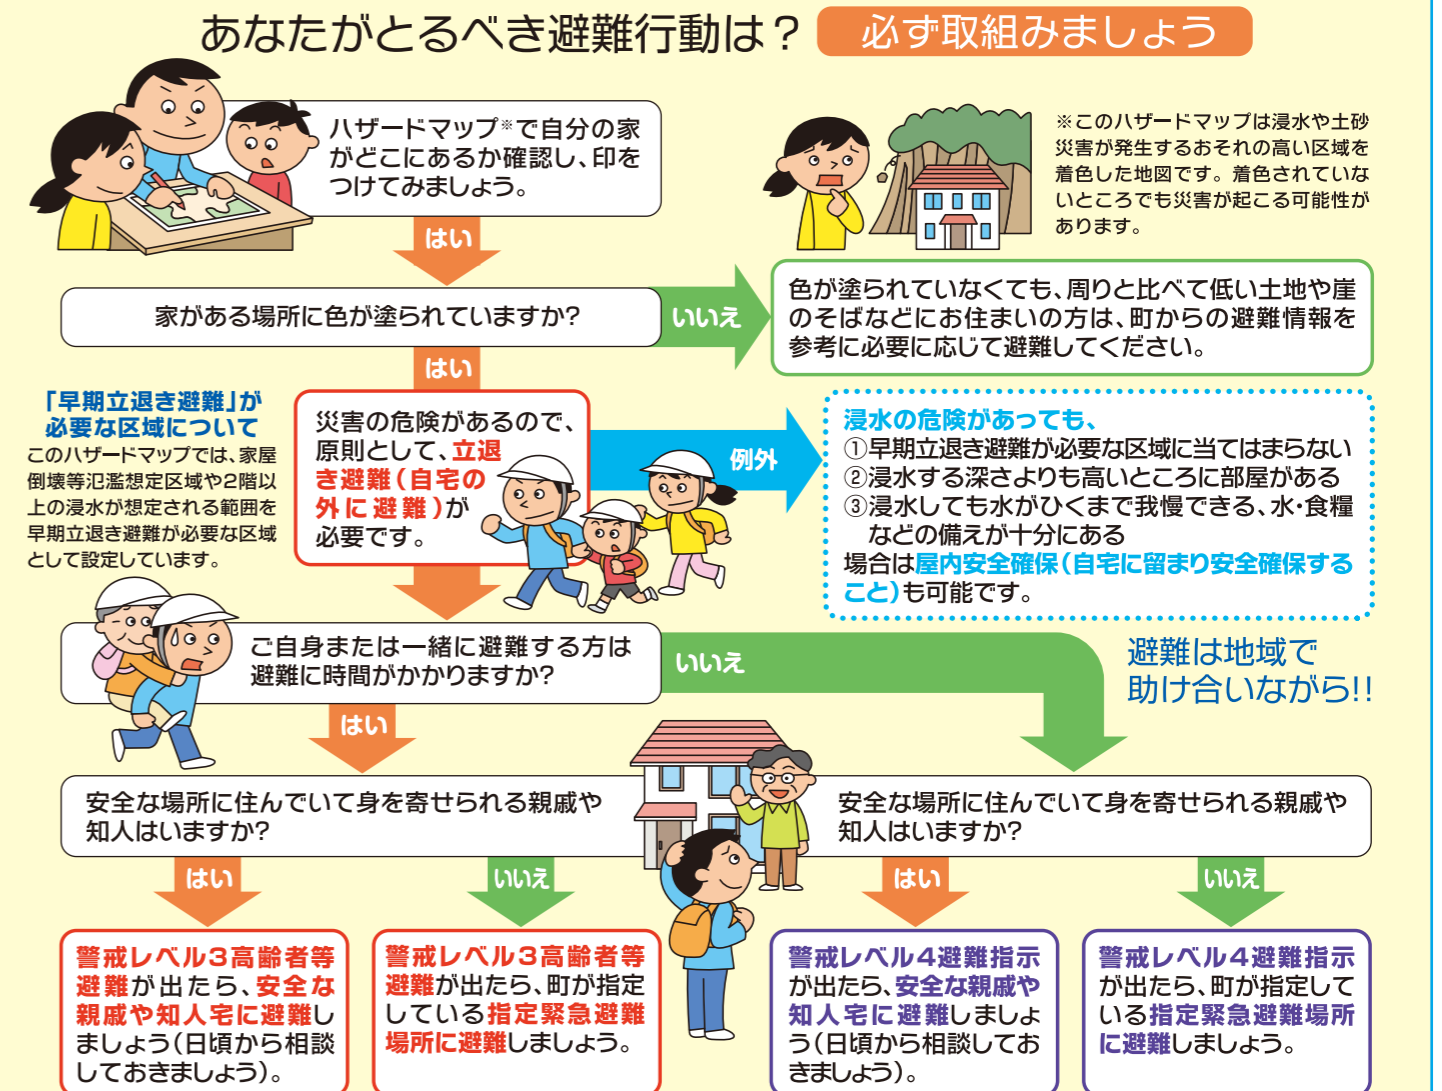 あなたがとるべき避難行動は？ 必ず取組みましょう
ハザードマップ※で自分の家
がどこにあるか確認し、印を
つけてみましょう。
※このハザードマップは浸水や土砂
災害が発生するおそれの高い区域を
着色した地図です。着色されていな
いところでも災害が起こる可能性が
あります。
はい
家がある場所に色が塗られていますか?
いいえ
色が塗られていなくても、周りと比べて低い土地や崖
のそばなどにお住まいの方は、町からの避難情報を
参考に必要に応じて避難してください。
はい
「早期立退き避難」が
必要な区域について
このハザードマップでは、家屋
倒壊等氾濫想定区域や2階以
上の浸水が想定される範囲を
早期立退き避難が必要な区域
として設定しています。
災害の危険があるので、
原則として、立退
き避難(自宅の
外に避難)が
必要です。
例外
浸水の危険があっても、
①早期立退き避難が必要な区域に当てはまらない
②浸水する深さよりも高いところに部屋がある
③浸水しても水がひくまで我慢できる、水・食糧
などの備えが十分にある
場合は屋内安全確保(自宅に留まり安全確保する
こと)も可能です。
ご自身または一緒に避難する方は
避難に時間がかかりますか?
いいえ
避難は地域で
助け合いながら!!
はい
安全な場所に住んでいて身を寄せられる親戚や
知人はいますか?
安全な場所に住んでいて身を寄せられる親戚や
知人はいますか?
はい
いいえ
はい
いいえ
警戒レベル3高齢者等
避難が出たら、安全な
親戚や知人宅に避難し
ましょう(日頃から相談
しておきましょう)。
警戒レベル3高齢者等
避難が出たら、町が指定
している指定緊急避難
場所に避難しましょう。
警戒レベル4避難指示
が出たら、安全な親戚や
知人宅に避難しましょ
う(日頃から相談してお
きましょう)。
警戒レベル4避難指示
が出たら、町が指定して
いる指定緊急避難場所
に避難しましょう。